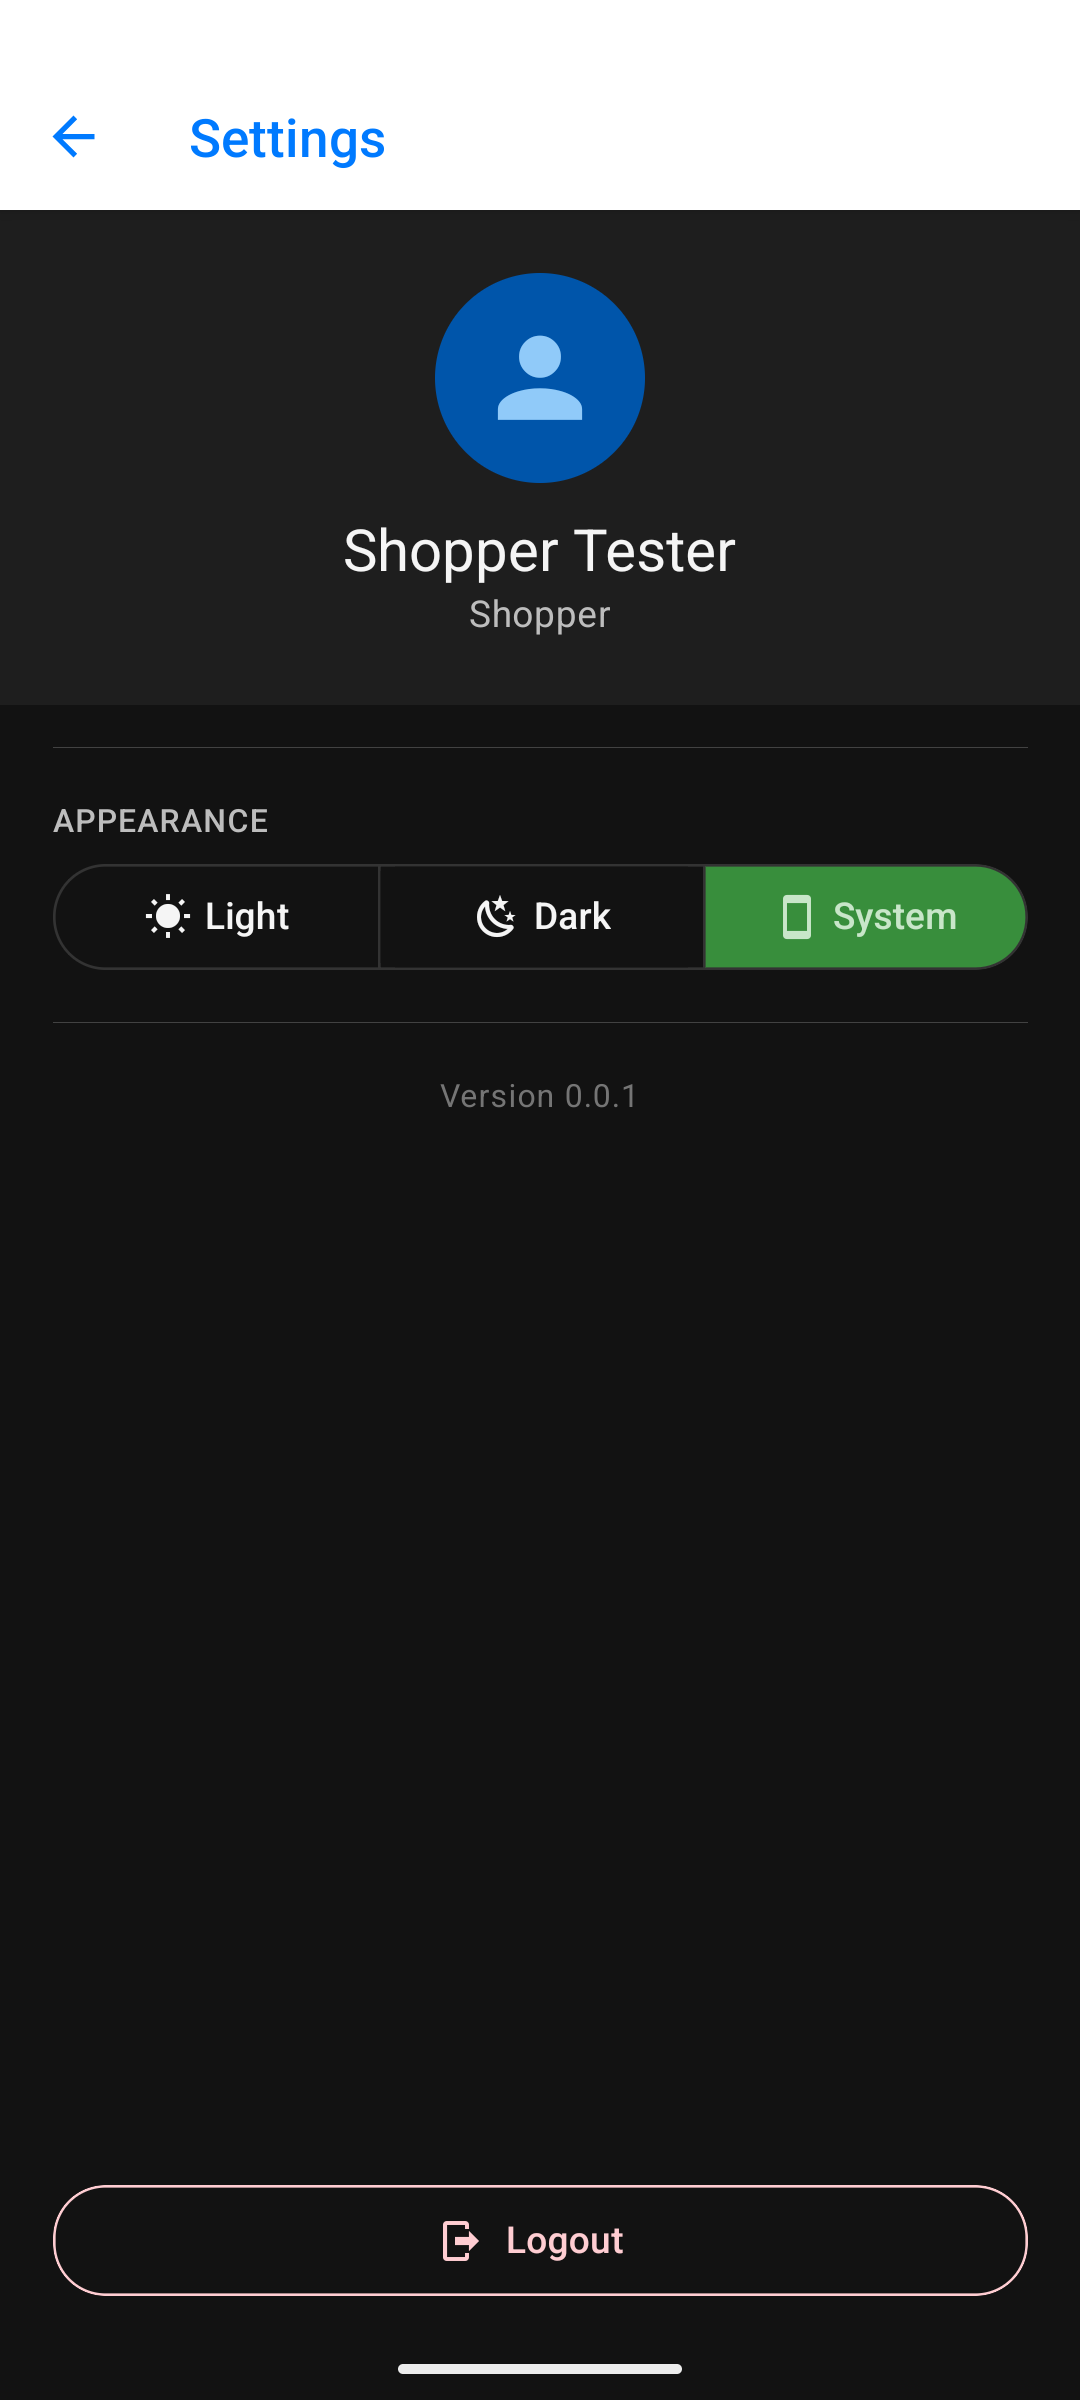 Settings
Shopper Tester
Shopper
APPEARANCE
Light
Dark
System
Version 0.0.1
Logout